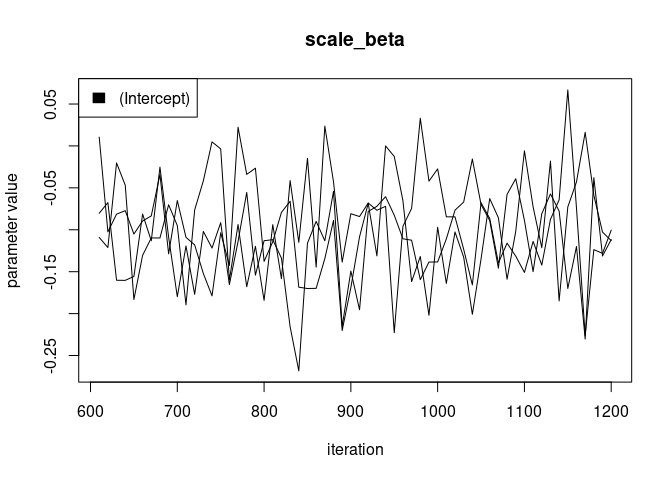 scale_beta
(Intercept)
0.05
-0.05
-0.15
-0.25
parameter value
600 700 800 900 1000 1100 1200
iteration